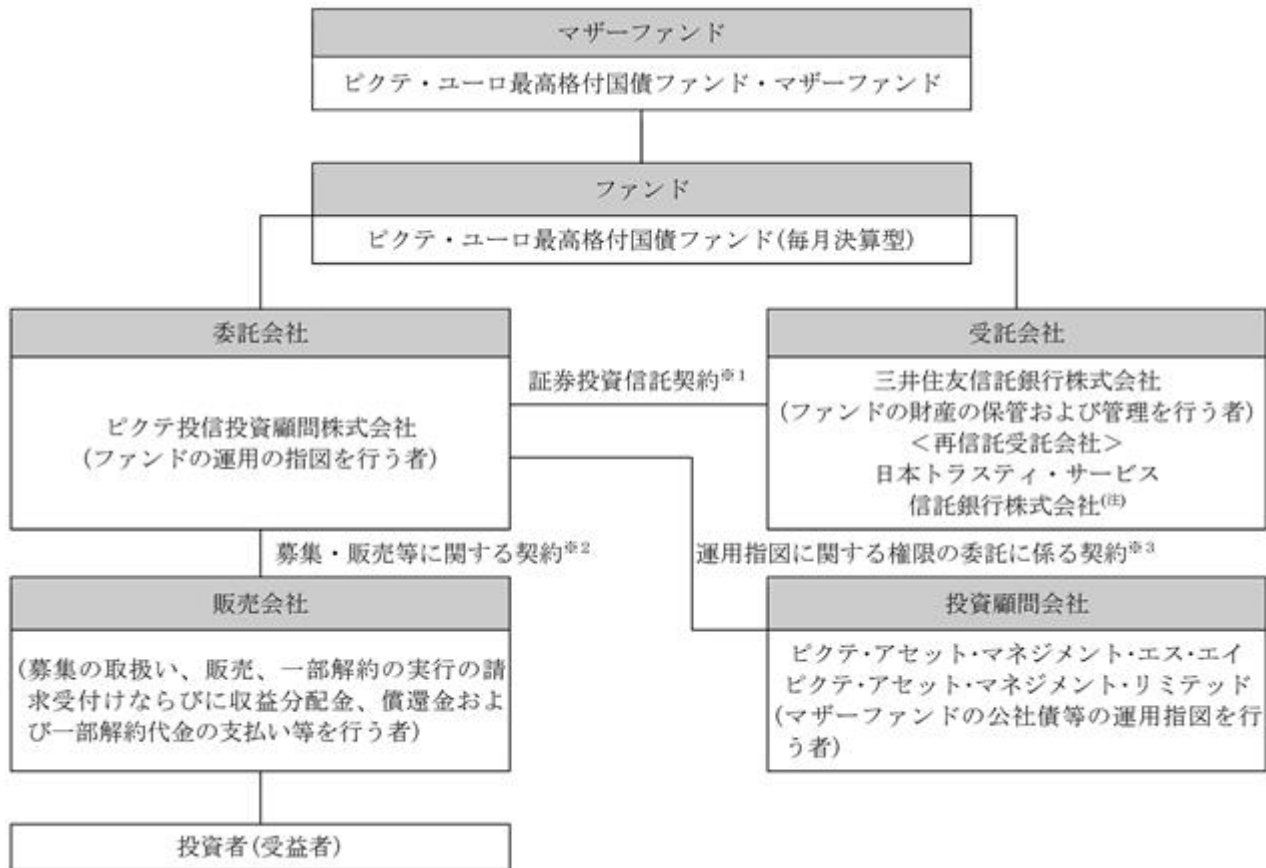 マザーファンド
ピクテ・ユーロ最高格付国債ファンド・マザーファンド
ファンド
ピクテ・ユーロ最高格付国債ファンド(毎月決算型)
委託会社
ピクテ投信投資顧問株式会社
(ファンドの運用の指図を行う者)
証券投資信託契約※1
受託会社
三井住友信託銀行株式会社
(ファンドの財産の保管および管理を行う者)
＜再信託受託会社＞
日本トラスティ・サービス
信託銀行株式会社(注)
募集・販売等に関する契約※2
運用指図に関する権限の委託に係る契約※3
販売会社
(募集の取扱い、販売、一部解約の実行の請
求受付けならびに収益分配金、償還金およ
び一部解約代金の支払い等を行う者)
投資顧問会社
ピクテ・アセット・マネジメント・エス・エイ
ピクテ・アセット・マネジメント・リミテッド
(マザーファンドの公社債等の運用指図を行
う者)
投資者(受益者)